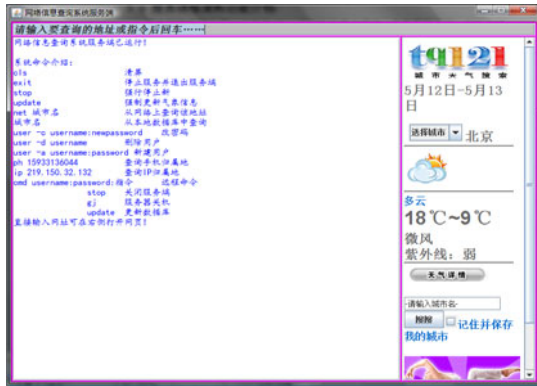 网络信息查询系统服务端
请输入要查询的地址或指令后回车……
网络信息查询系统服务端已运行!
系统命令介绍:
cls 清屏
exit 停止服务并退出服务端
stop 强行停止新
update 强制更新气象信息
net 城市名 从网络上查询该地址
城市名 从本地数据库中查询
user -c username:newpassword 改密码
user -d username 删除用户
user -a username:password 新建用户
ph 15933136044 查询手机归属地
ip 219.150.32.132 查询IP归属地
cmd username:password:指令 远程命令
stop 关闭服务端
gj 服务器关机
update 更新数据库
直接输入网址可在右侧打开网页!
tq121
城市天气搜索
5月12日-5月13
日
选择城市 北京
多云
18℃~9℃
微风
紫外线: 弱
天气详情
-请输入城市名-
搜搜 记住并保存
我的城市